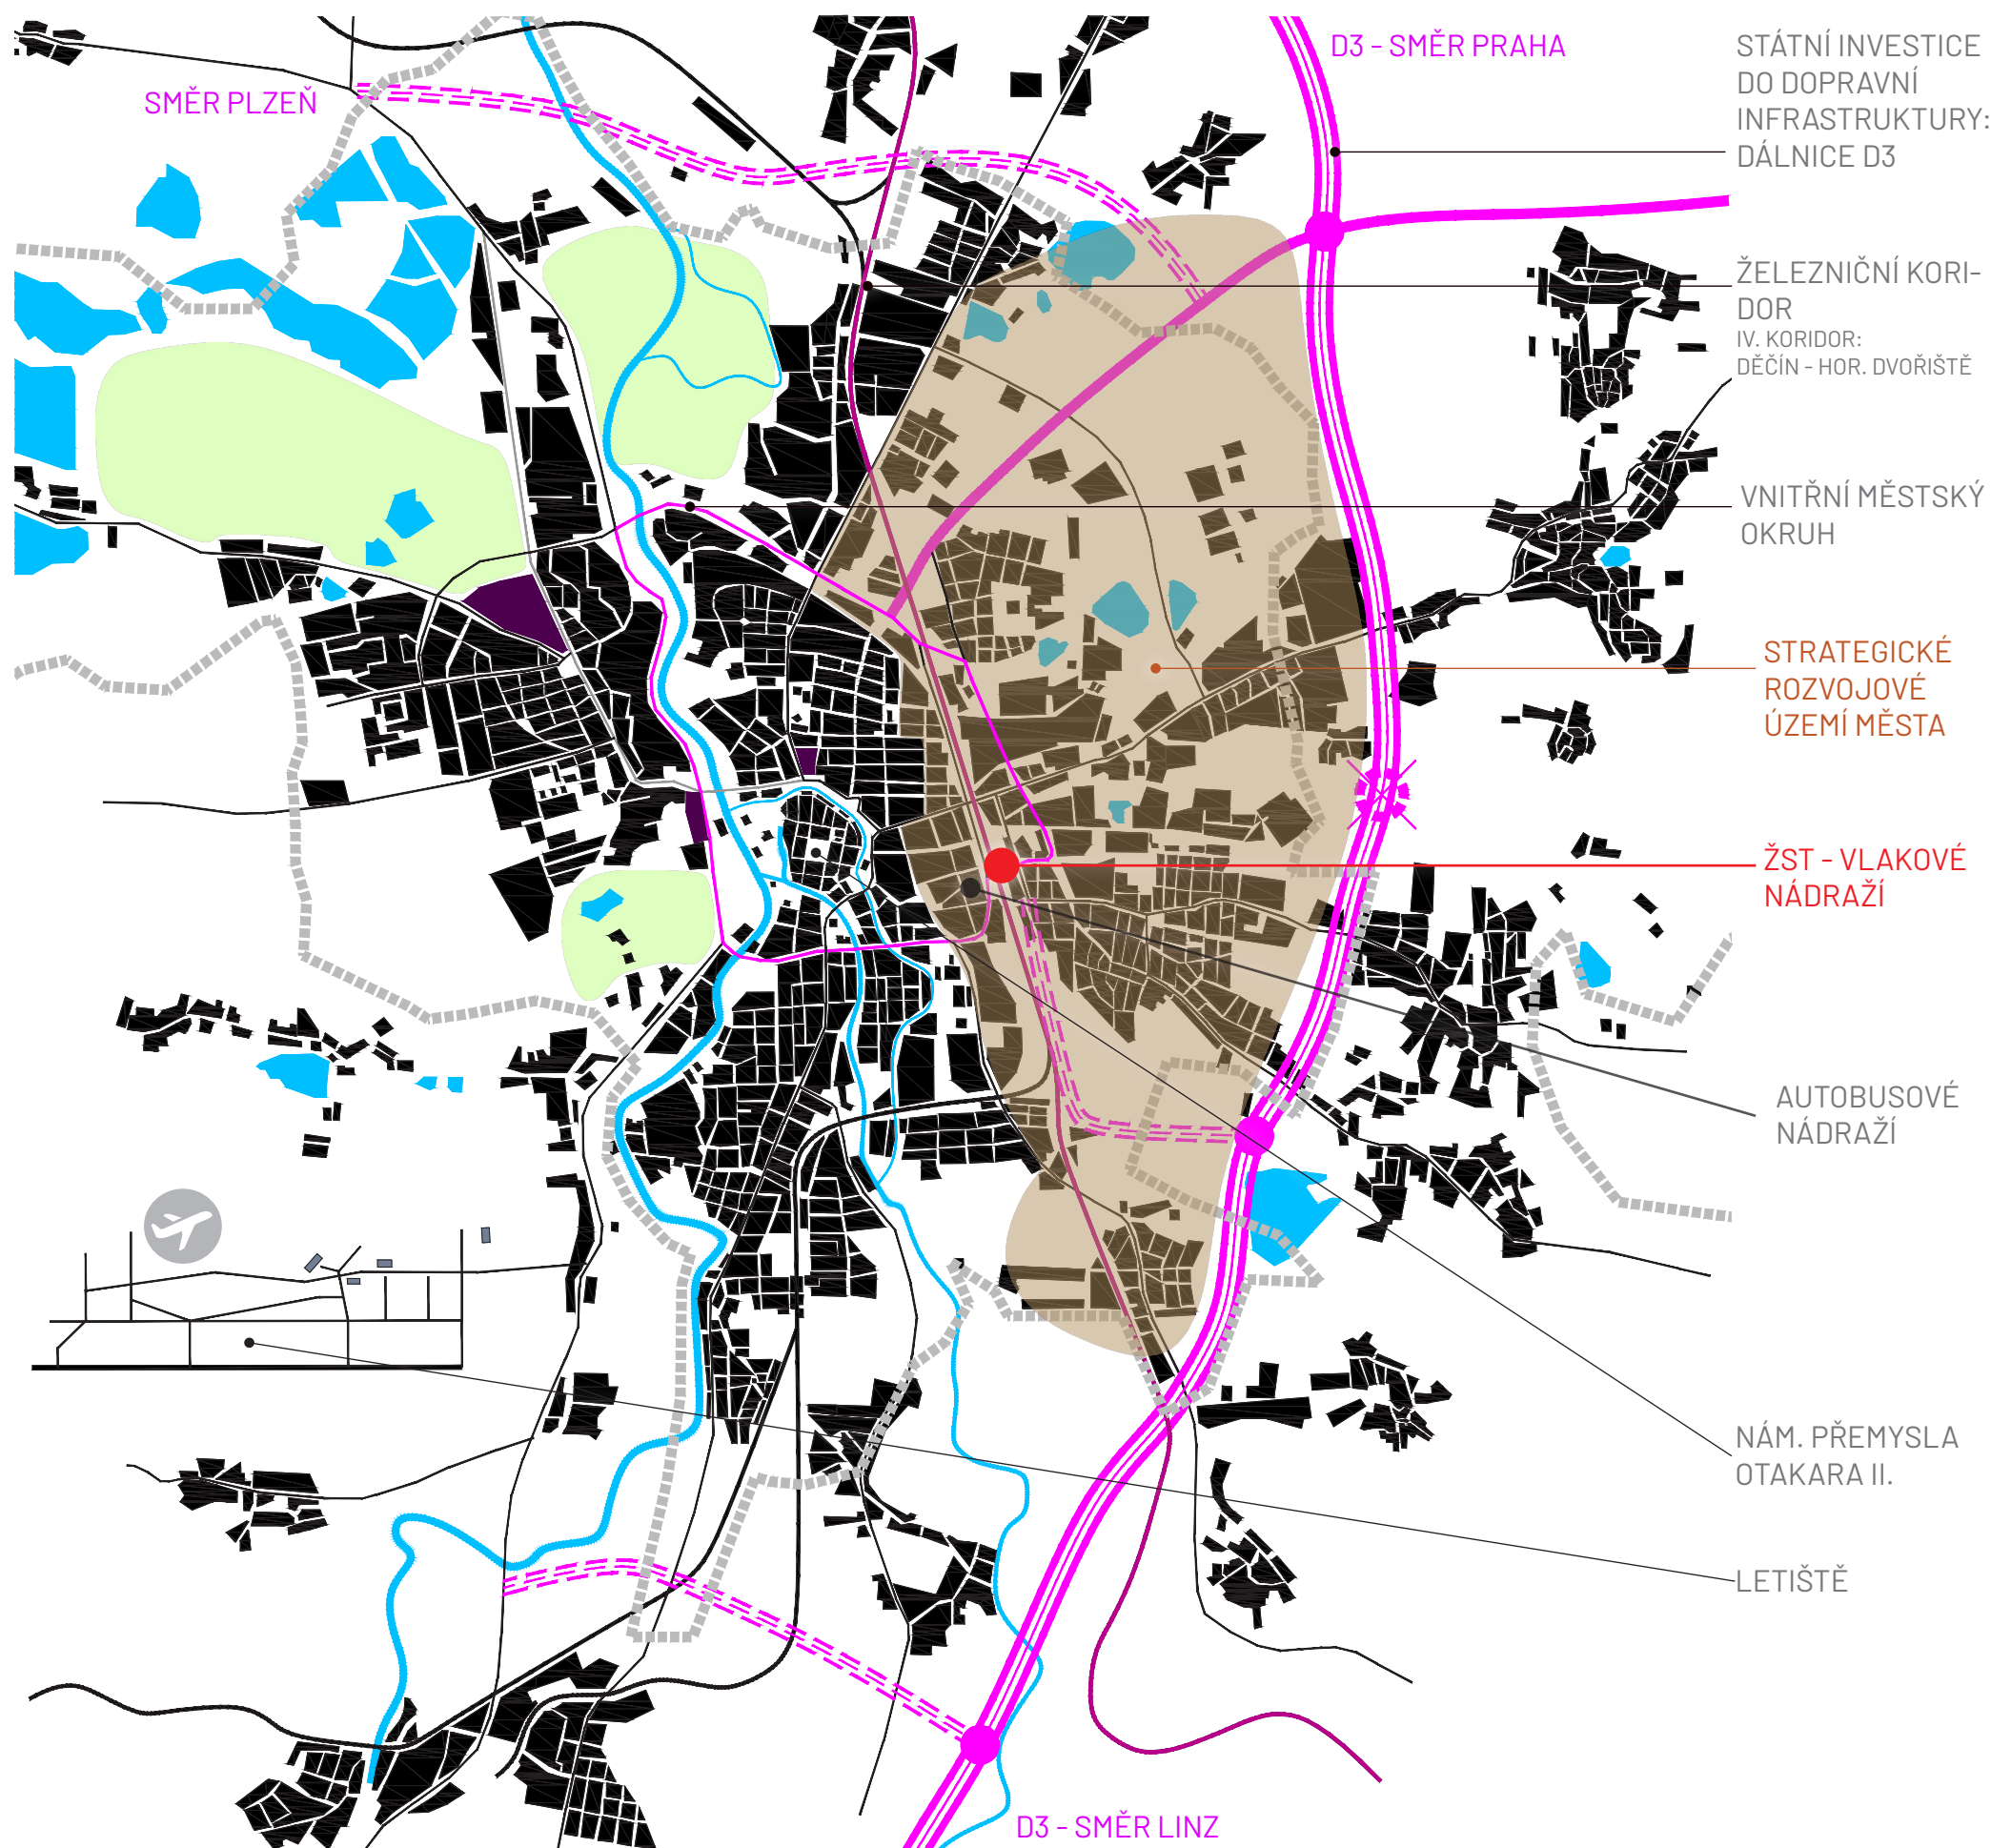 D3 - SMĚR PRAHA
SMĚR PLZEŇ
STÁTNÍ INVESTICE
DO DOPRAVNÍ
INFRASTRUKTURY:
DÁLNICE D3
ŽELEZNIČNÍ KORI-
DOR
IV. KORIDOR:
DĚČÍN - HOR. DVOŘIŠTĚ
VNITŘNÍ MĚSTSKÝ
OKRUH
STRATEGICKÉ
ROZVOJOVÉ
ÚZEMÍ MĚSTA
ŽST - VLAKOVÉ
NÁDRAŽÍ
AUTOBUSOVÉ
NÁDRAŽÍ
NÁM. PŘEMYSLA
OTAKARA II.
LETIŠTĚ
D3 - SMĚR LINZ